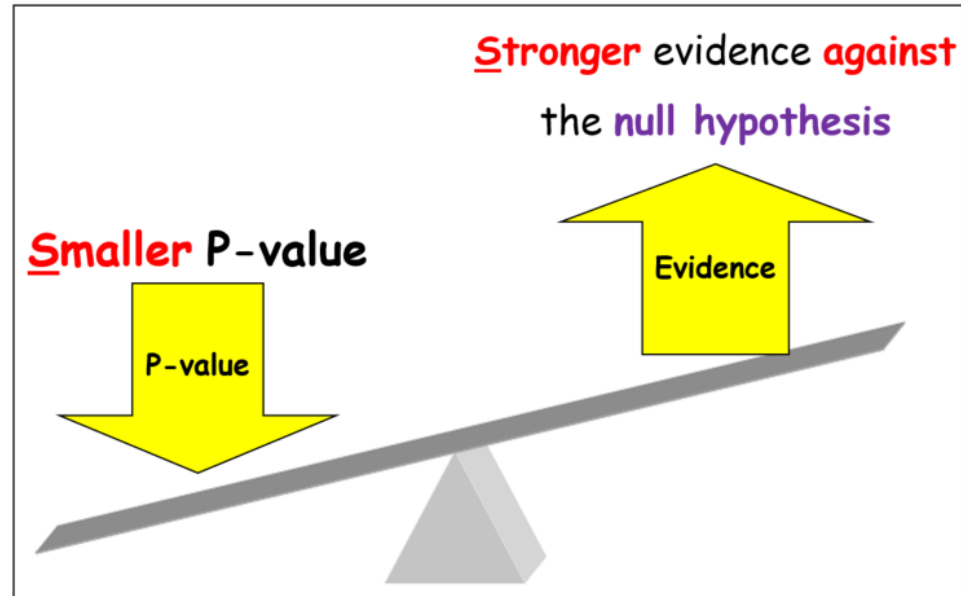 Stronger evidence against
the null hypothesis
Smaller P-value
Evidence
P-value